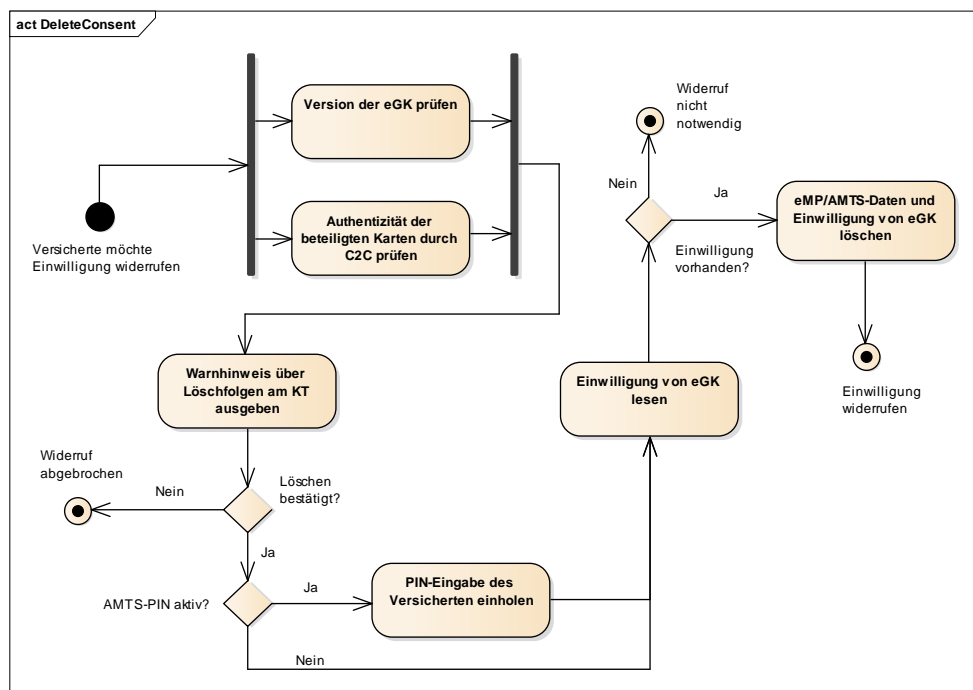 act DeleteConsent
Version der eGK prüfen
Authentizität der
beteiligten Karten durch
C2C prüfen
Versicherte möchte
Einwilligung widerrufen
Warnhinweis über
Löschfolgen am KT
ausgeben
Widerruf
abgebrochen
Nein
Löschen
bestätigt?
Ja
AMTS-PIN aktiv?
Ja
PIN-Eingabe des
Versicherten einholen
Nein
Einwilligung von eGK
lesen
Widerruf
nicht
notwendig
Nein
Ja
Einwilligung
vorhanden?
eMP/AMTS-Daten und
Einwilligung von eGK
löschen
Einwilligung
widerrufen